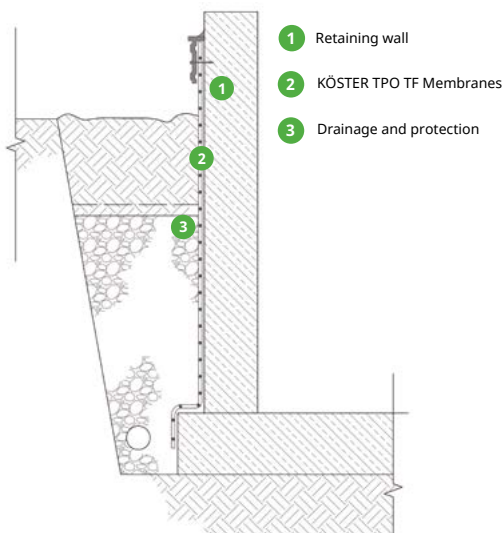 1 Retaining wall
2 KÖSTER TPO TF Membranes
3 Drainage and protection
1
2
3